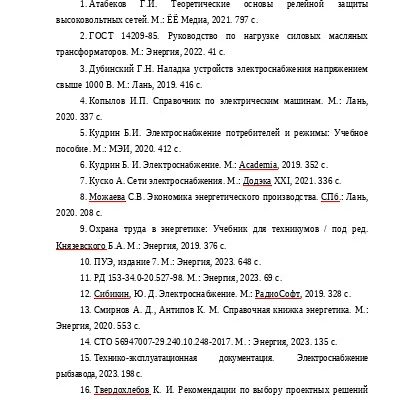 1. Атабеков Г.И. Теоретические основы релейной защиты
высоковольтных сетей. М.: ЁЁ Медиа, 2021. 797 с.
2. ГОСТ 14209-85. Руководство по нагрузке силовых масляных
трансформаторов. М.: Энергия, 2022. 41 с.
3. Дубинский Г.Н. Наладка устройств электроснабжения напряжением
свыше 1000 В. М.: Лань, 2019. 416 с.
4. Копылов И.П. Справочник по электрическим машинам. М.: Лань,
2020. 337 с.
5. Кудрин Б.И. Электроснабжение потребителей и режимы: Учебное
пособие. М.: МЭИ, 2020. 412 с.
6. Кудрин Б. И. Электроснабжение. М.: Academia, 2019. 352 с.
7. Куско А. Сети электроснабжения. М.: Додэка XXI, 2021. 336 с.
8. Можаева С.В. Экономика энергетического производства. СПб.: Лань,
2020. 208 с.
9. Охрана труда в энергетике: Учебник для техникумов / под ред.
Князевского Б.А. М.: Энергия, 2019. 376 с.
10. ПУЭ, издание 7. М.: Энергия, 2023. 648 с.
11. РД 153-34.0-20.527-98. М.: Энергия, 2023. 69 с.
12. Сибикин, Ю. Д. Электроснабжение. М.: РадиоСофт, 2019. 328 с.
13. Смирнов А. Д., Антипов К. М. Справочная книжка энергетика. М.:
Энергия, 2020. 553 с.
14. СТО 56947007-29.240.10.248-2017. М. : Энергия, 2023. 135 с.
15. Технико-эксплуатационная документация. Электроснабжение
рыбзавода, 2023. 198 с.
16. Твердохлебов К. И. Рекомендации по выбору проектных решений